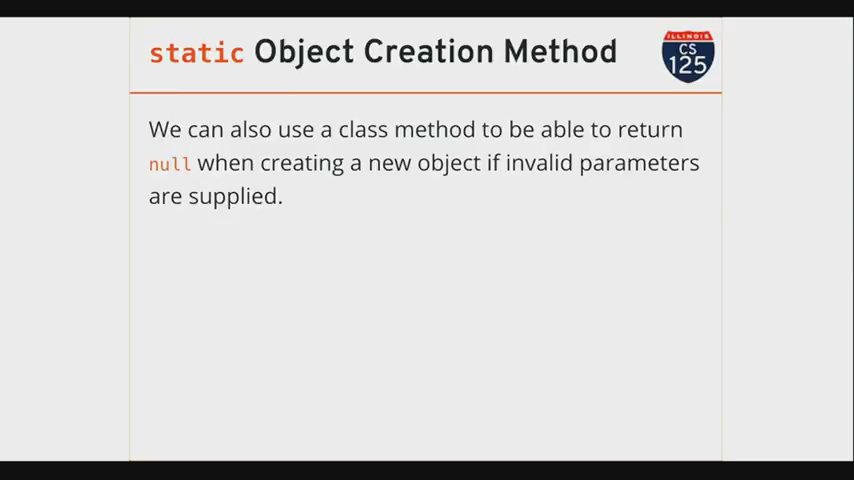 static Object Creation Method
ILLINOIS
CS
125
We can also use a class method to be able to return
null when creating a new object if invalid parameters
are supplied.